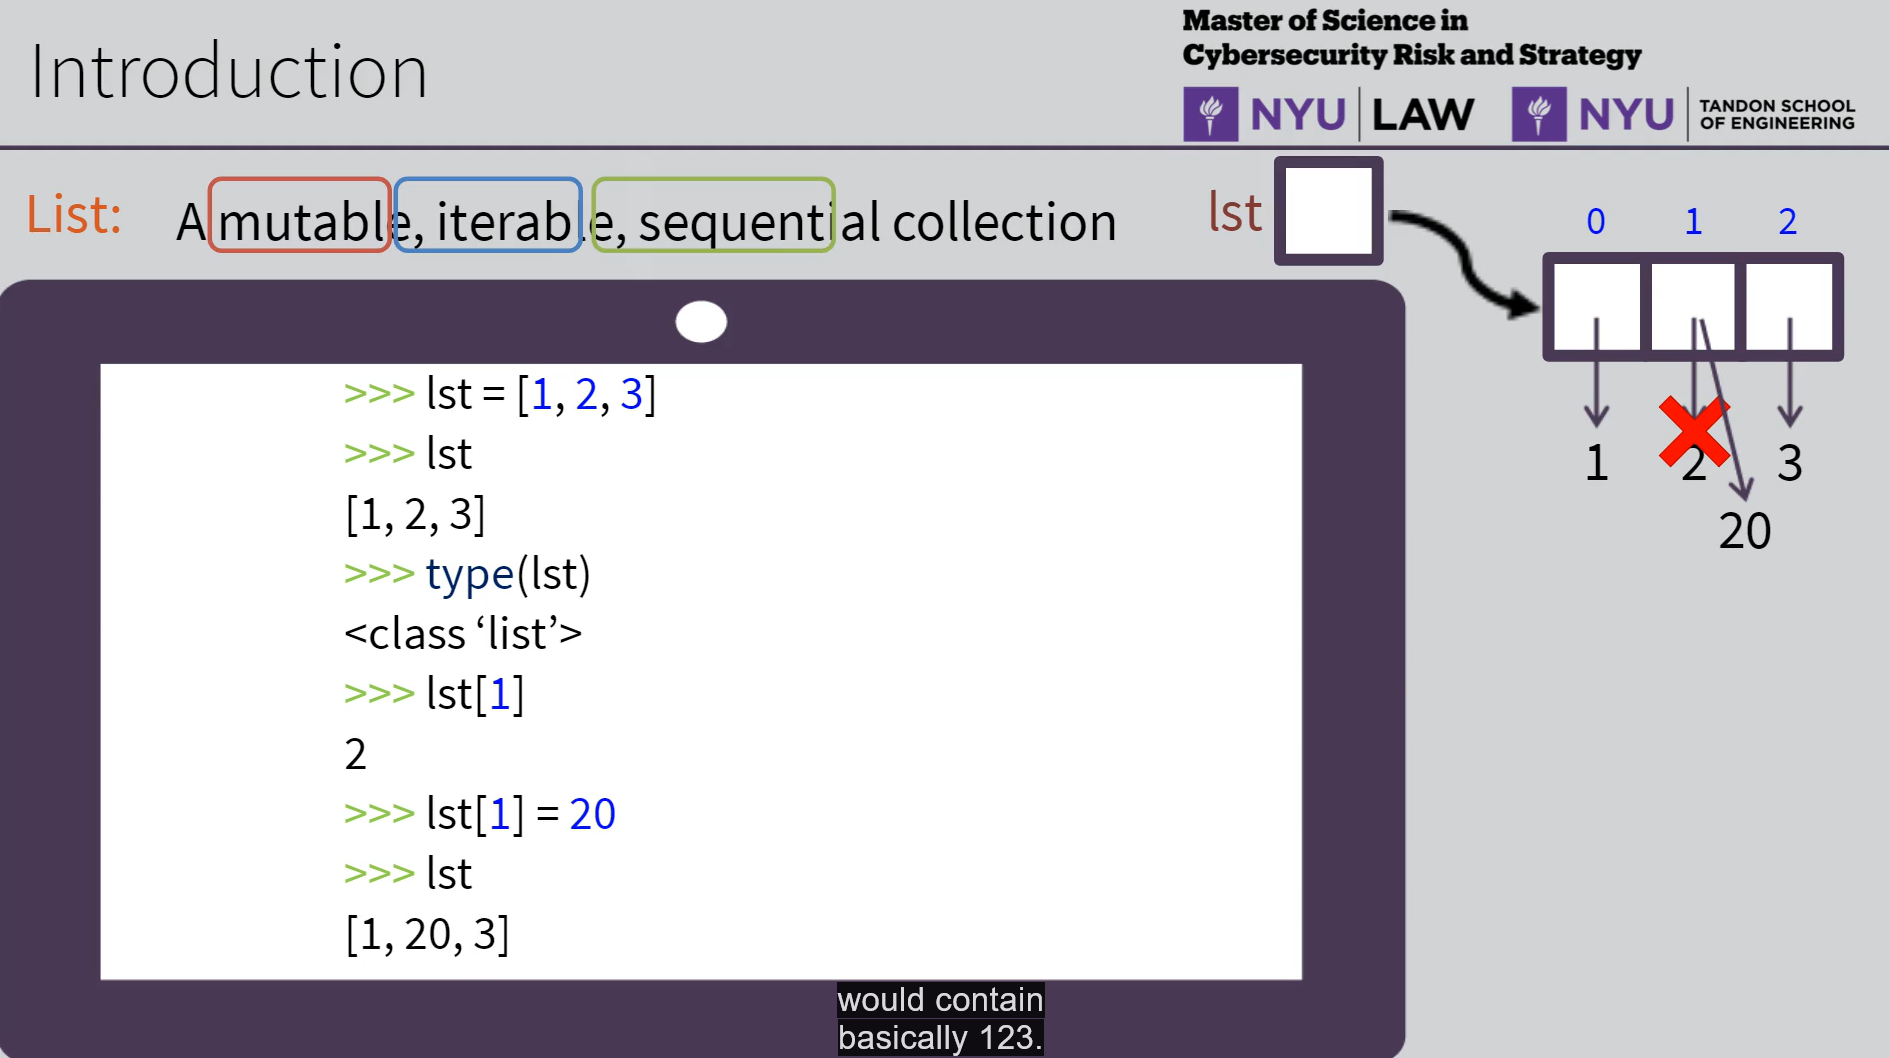 Introduction
Master of Science in
Cybersecurity Risk and Strategy
NYU LAW
NYU TANDON SCHOOL
OF ENGINEERING
List: A mutable, iterable, sequential collection
lst
0 1 2
1 2 3
20
>>> lst = [1, 2, 3]
>>> lst
[1, 2, 3]
>>> type(lst)
<class ‘list’>
>>> lst[1]
2
>>> lst[1] = 20
>>> lst
[1, 20, 3]
would contain
basically 123.